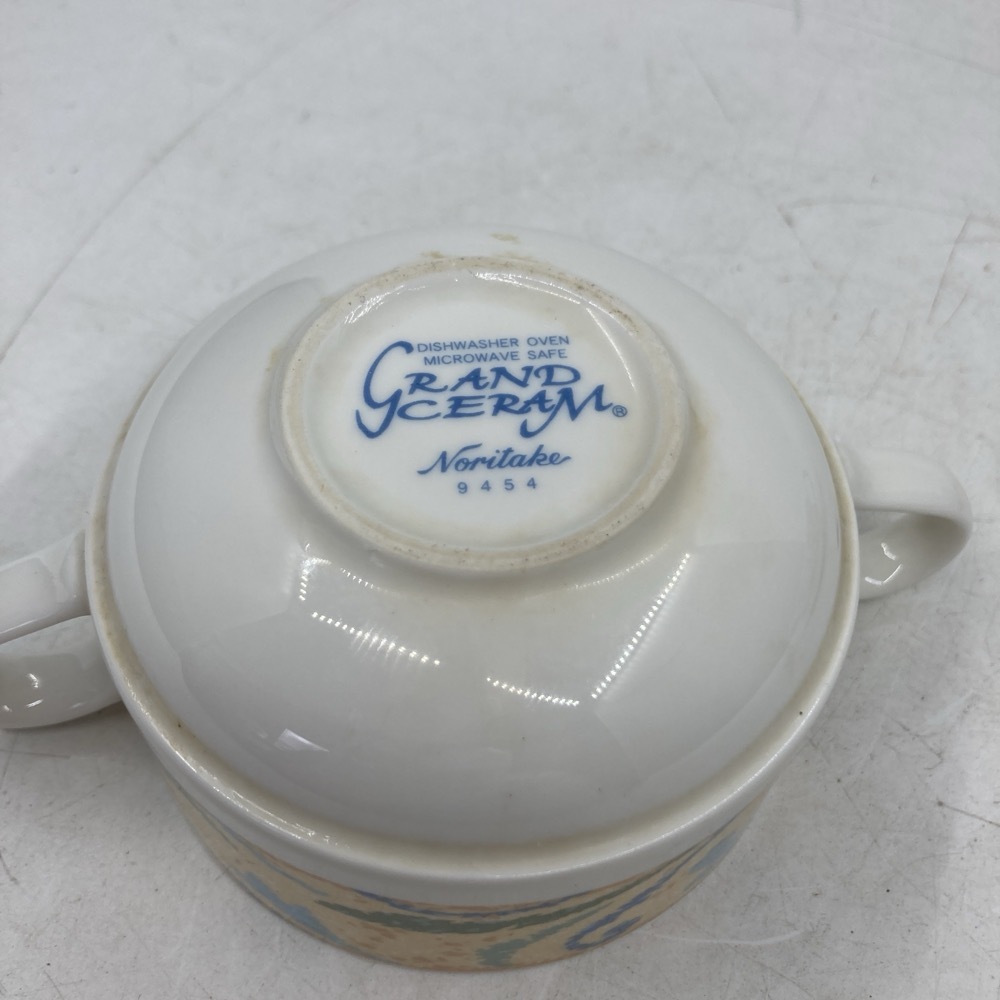 DISHWASHER OVEN
MICROWAVE SAFE
GRAND
CERAM®
Noritake
9454